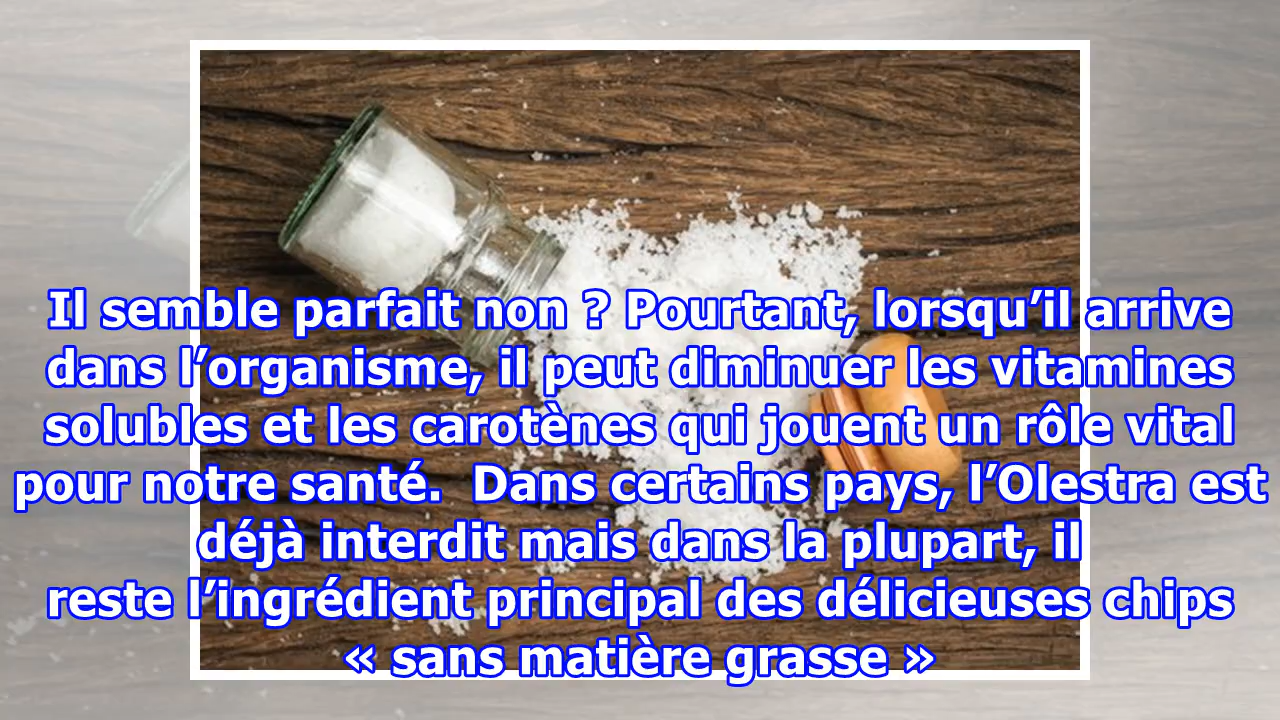 Il semble parfait non ? Pourtant, lorsqu’il arrive
dans l’organisme, il peut diminuer les vitamines
solubles et les carotènes qui jouent un rôle vital
pour notre santé.  Dans certains pays, l’Olestra est
déjà interdit mais dans la plupart, il
reste l’ingrédient principal des délicieuses chips
« sans matière grasse »